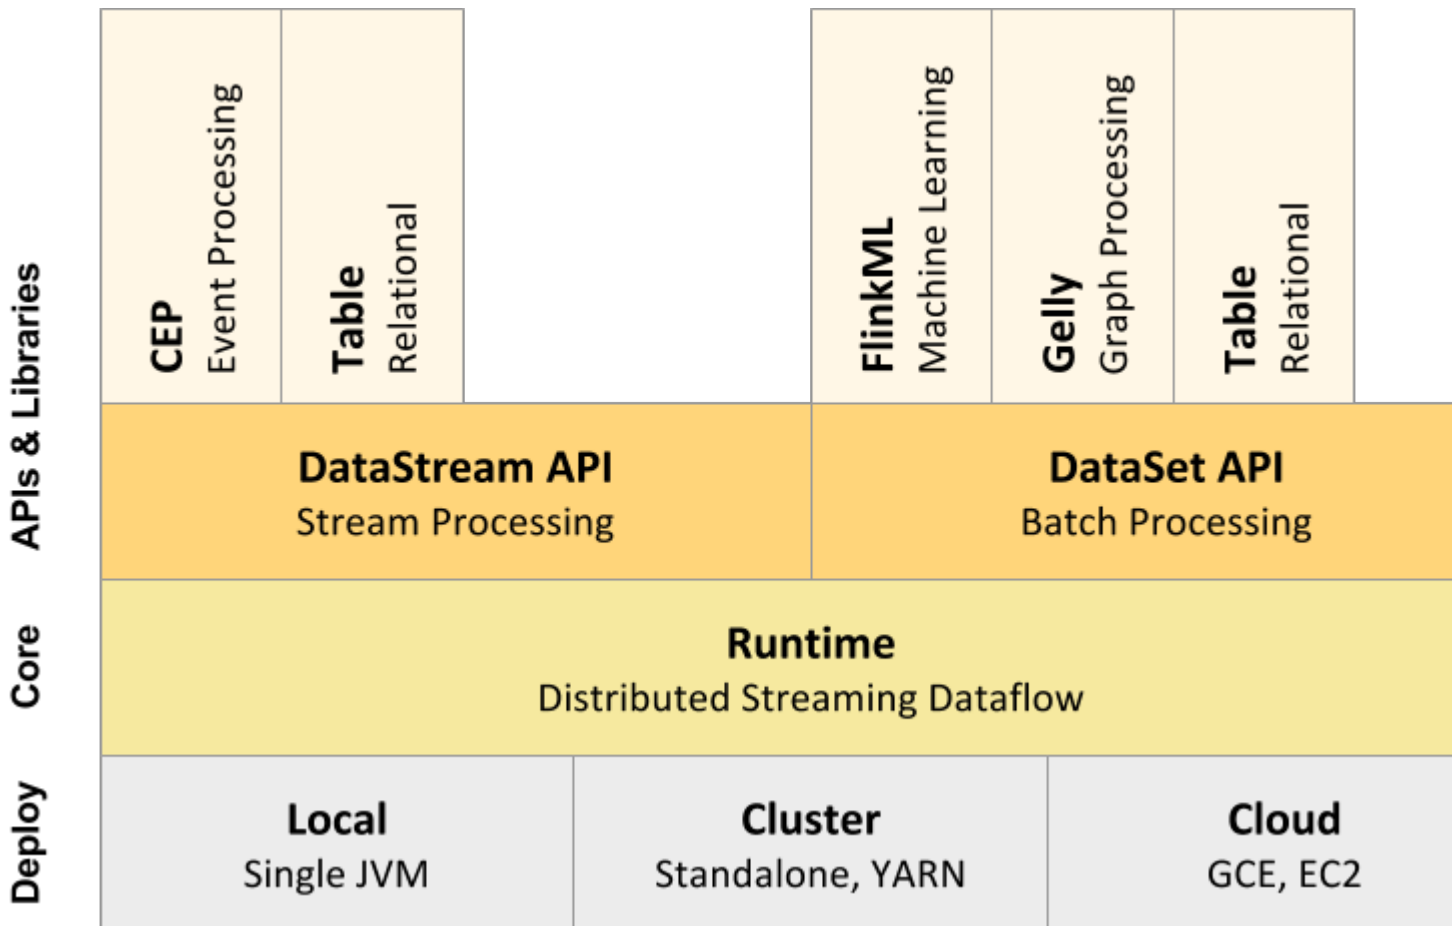 APIs & Libraries
CEP
Event Processing
Table
Relational
FlinkML
Machine Learning
Gelly
Graph Processing
Table
Relational
DataStream API
Stream Processing
DataSet API
Batch Processing
Core
Runtime
Distributed Streaming Dataflow
Deploy
Local
Single JVM
Cluster
Standalone, YARN
Cloud
GCE, EC2